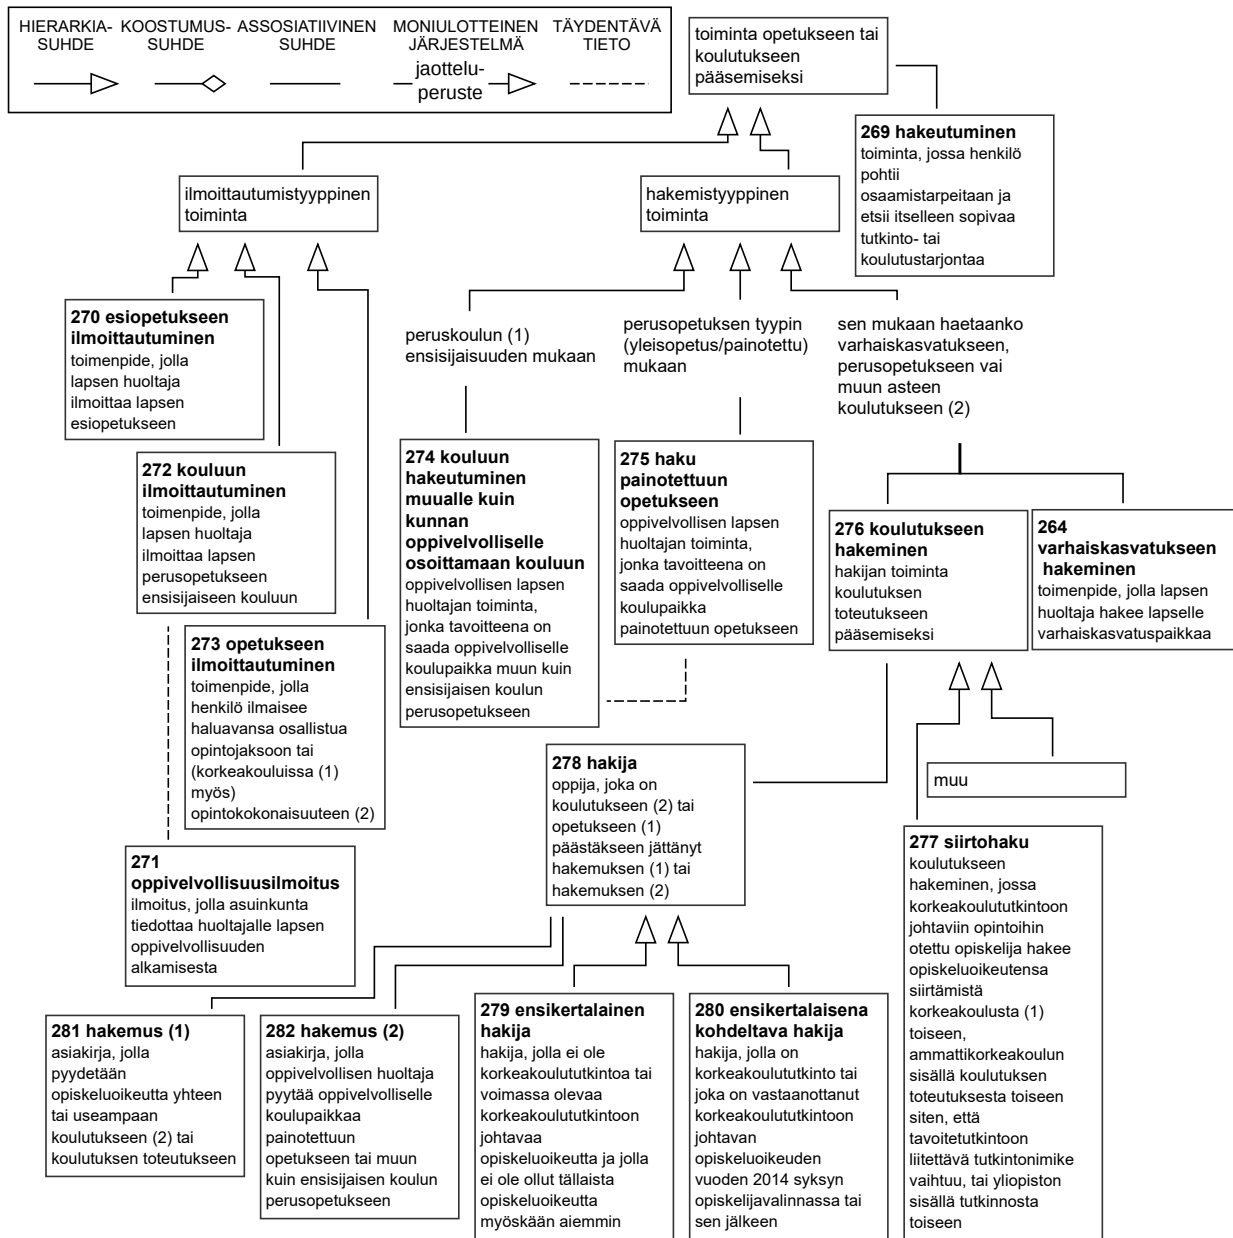 HIERARKIA-
SUHDE
KOOSTUMUS-
SUHDE
ASSOSIATIIVINEN
SUHDE
MONIULOTTEINEN
JÄRJESTELMÄ
TÄYDENTÄVÄ
TIETO
jaottelu-
peruste
toiminta opetukseen tai
koulutukseen
pääsemiseksi
269 hakeutuminen
toiminta, jossa henkilö
pohtii
osaamistarpeitaan ja
etsii itselleen sopivaa
tutkinto- tai
koulutustarjontaa
ilmoittautumistyyppinen
toiminta
hakemistyyppinen
toiminta
270 esiopetukseen
ilmoittautuminen
toimenpide, jolla
lapsen huoltaja
ilmoittaa lapsen
esiopetukseen
peruskoulun (1)
ensisijaisuuden mukaan
perusopetuksen tyypin
(yleisopetus/painotettu)
mukaan
sen mukaan haetaanko
varhaiskasvatukseen,
perusopetukseen vai
muun asteen
koulutukseen (2)
272 kouluun
ilmoittautuminen
toimenpide, jolla
lapsen huoltaja
ilmoittaa lapsen
perusopetukseen
ensisijaiseen kouluun
274 kouluun
hakeutuminen
muualle kuin
kunnan
oppivelvolliselle
osoittamaan kouluun
oppivelvollisen lapsen
huoltajan toiminta,
jonka tavoitteena on
saada oppivelvolliselle
koulupaikka muun kuin
ensisijaisen koulun
perusopetukseen
275 haku
painotettuun
opetukseen
oppivelvollisen lapsen
huoltajan toiminta,
jonka tavoitteena on
saada oppivelvolliselle
koulupaikka
painotettuun opetukseen
276 koulutukseen
hakeminen
hakijan toiminta
koulutuksen
toteutukseen
pääsemiseksi
264
varhaiskasvatukseen
hakeminen
toimenpide, jolla lapsen
huoltaja hakee lapselle
varhaiskasvatuspaikkaa
273 opetukseen
ilmoittautuminen
toimenpide, jolla
henkilö ilmaisee
haluavansa osallistua
opintojaksoon tai
(korkeakouluissa (1)
myös)
opintokokonaisuuteen (2)
278 hakija
oppija, joka on
koulutukseen (2) tai
opetukseen (1)
päästäkseen jättänyt
hakemuksen (1) tai
hakemuksen (2)
muu
271
oppivelvollisuusilmoitus
ilmoitus, jolla asuinkunta
tiedottaa huoltajalle lapsen
oppivelvollisuuden
alkamisesta
277 siirtohaku
koulutukseen
hakeminen, jossa
korkeakoulututkintoon
johtaviin opintoihin
otettu opiskelija hakee
opiskeluoikeutensa
siirtämistä
korkeakoulusta (1)
toiseen,
ammattikorkeakoulun
sisällä koulutuksen
toteutuksesta toiseen
siten, että
tavoitetutkintoon
liitettävä tutkintonimike
vaihtuu, tai yliopiston
sisällä tutkinnosta
toiseen
281 hakemus (1)
asiakirja, jolla
pyydetään
opiskeluoikeutta yhteen
tai useampaan
koulutukseen (2) tai
koulutuksen toteutukseen
282 hakemus (2)
asiakirja, jolla
oppivelvollisen huoltaja
pyytää oppivelvolliselle
koulupaikkaa
painotettuun
opetukseen tai muun
kuin ensisijaisen koulun
perusopetukseen
279 ensikertalainen
hakija
hakija, jolla ei ole
korkeakoulututkintoa tai
voimassa olevaa
korkeakoulututkintoon
johtavaa
opiskeluoikeutta ja jolla
ei ole ollut tällaista
opiskeluoikeutta
myöskään aiemmin
280 ensikertalaisena
kohdeltava hakija
hakija, jolla on
korkeakoulututkinto tai
joka on vastaanottanut
korkeakoulututkintoon
johtavan
opiskeluoikeuden
vuoden 2014 syksyn
opiskelijavalinnassa tai
sen jälkeen